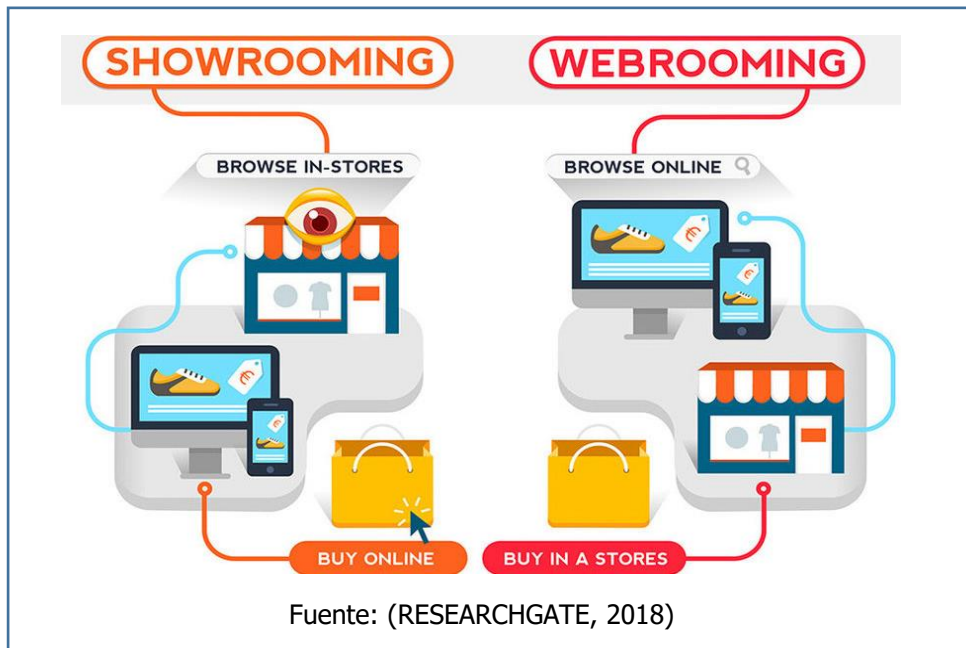 SHOWROOMING
WEBROOMING
BROWSE IN-STORES
BROWSE ONLINE
€
€
€
€
BUY ONLINE
BUY IN A STORES
Fuente: (RESEARCHGATE, 2018)